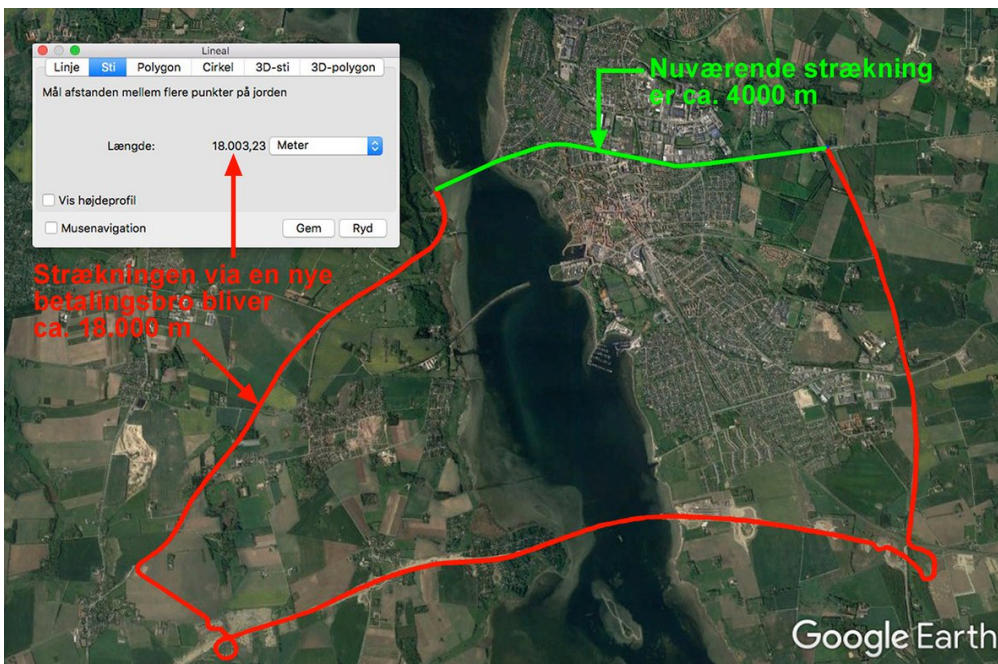 Lineal
Linje Sti Polygon Cirkel 3D-sti 3D-polygon
Mål afstanden mellem flere punkter på jorden
Længde: 18.003,23 Meter
Vis højdeprofil
Musenavigation Gem Ryd
Nuværende strækning
er ca. 4000 m
Strækningen via en nye
betalingsbro bliver
ca. 18.000 m
Google Earth